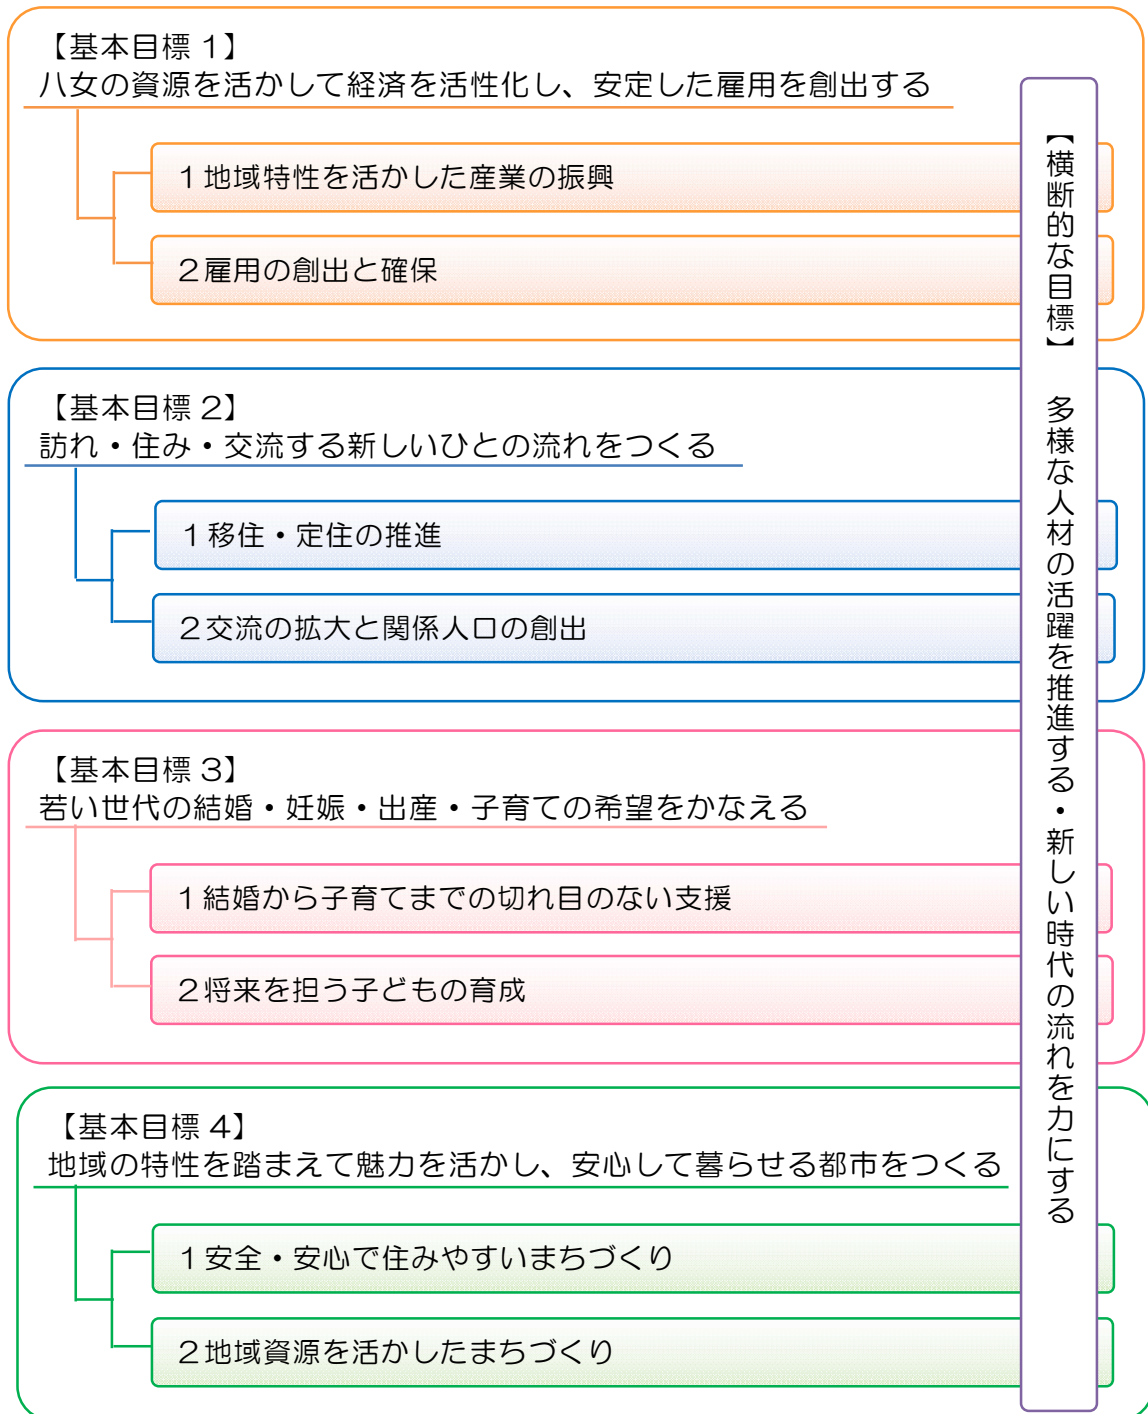 【基本目標 1】
八女の資源を活かして経済を活性化し、安定した雇用を創出する
1地域特性を活かした産業の振興
2雇用の創出と確保
【基本目標 2】
訪れ・住み・交流する新しいひとの流れをつくる
1移住・定住の推進
2交流の拡大と関係人口の創出
【基本目標 3】
若い世代の結婚・妊娠・出産・子育ての希望をかなえる
1結婚から子育てまでの切れ目のない支援
2将来を担う子どもの育成
【基本目標 4】
地域の特性を踏まえて魅力を活かし、安心して暮らせる都市をつくる
1安全・安心で住みやすいまちづくり
2地域資源を活かしたまちづくり
【横断的な目標】 多様な人材の活躍を推進する・新しい時代の流れを力にする